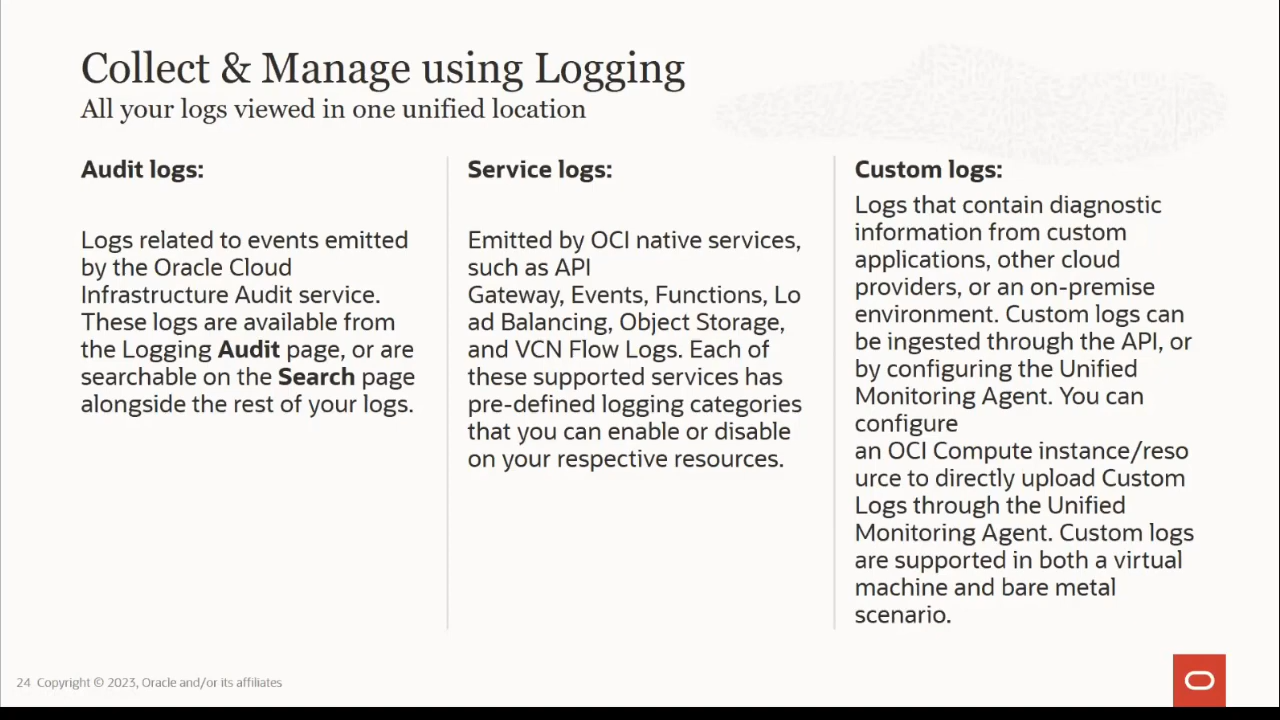 Collect & Manage using Logging
All your logs viewed in one unified location
Audit logs:
Logs related to events emitted
by the Oracle Cloud
Infrastructure Audit service.
These logs are available from
the Logging Audit page, or are
searchable on the Search page
alongside the rest of your logs.
Service logs:
Emitted by OCI native services,
such as API
Gateway, Events, Functions, Lo
ad Balancing, Object Storage,
and VCN Flow Logs. Each of
these supported services has
pre-defined logging categories
that you can enable or disable
on your respective resources.
Custom logs:
Logs that contain diagnostic
information from custom
applications, other cloud
providers, or an on-premise
environment. Custom logs can
be ingested through the API, or
by configuring the Unified
Monitoring Agent. You can
configure
an OCI Compute instance/reso
urce to directly upload Custom
Logs through the Unified
Monitoring Agent. Custom logs
are supported in both a virtual
machine and bare metal
scenario.
24 Copyright © 2023, Oracle and/or its affiliates